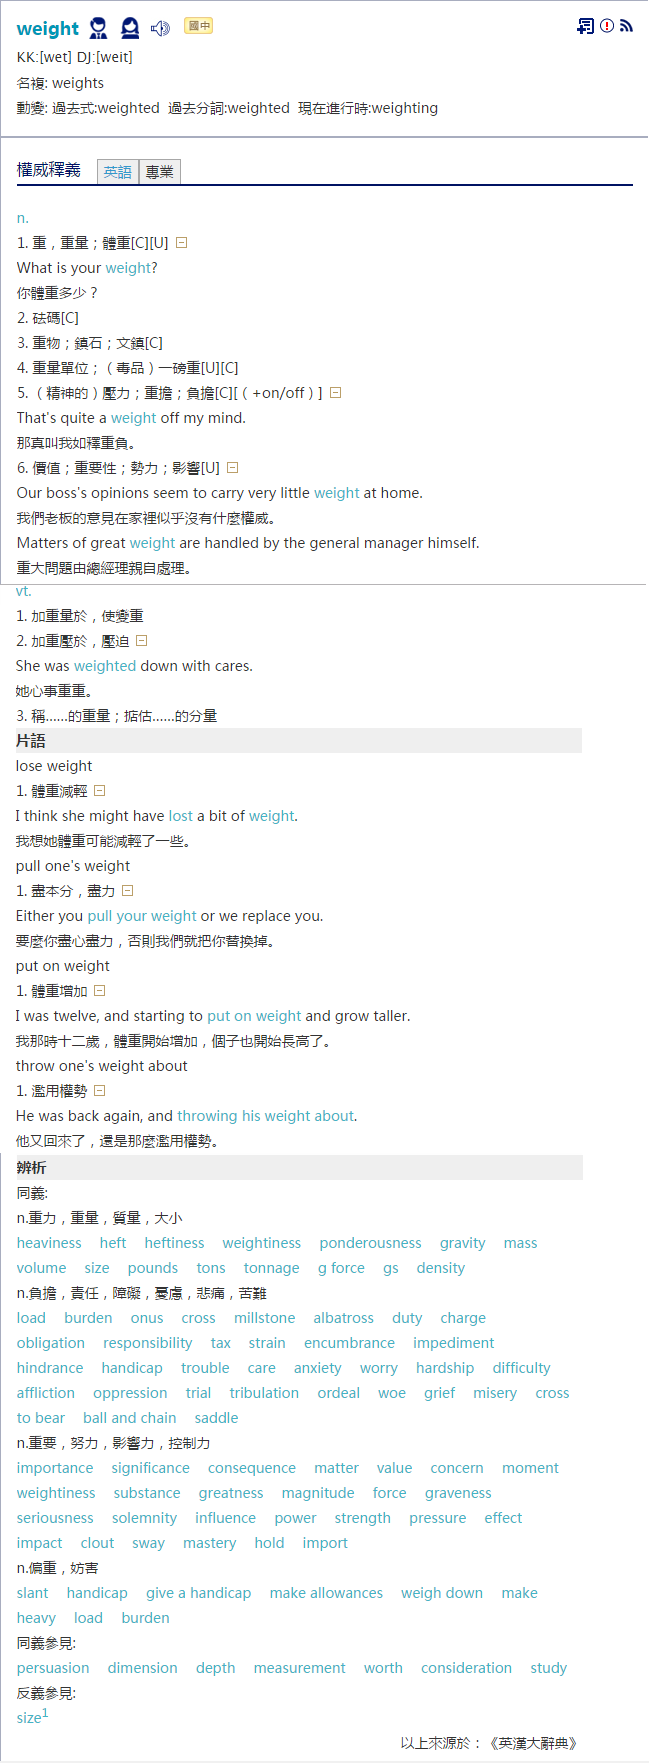 weight 國中
KK:[wet] DJ:[weit]
名複: weights
動變: 過去式:weighted 過去分詞:weighted 現在進行時:weighting
權威釋義 英語 專業
n.
1. 重，重量；體重[C][U]
What is your weight?
你體重多少？
2. 砝碼[C]
3. 重物；鎮石；文鎮[C]
4. 重量單位；（毒品）一磅重[U][C]
5.（精神的）壓力；重擔；負擔[C][（+on/off）]
That's quite a weight off my mind.
那真叫我如釋重負。
6. 價值；重要性；勢力；影響[U]
Our boss's opinions seem to carry very little weight at home.
我們老板的意見在家裡似乎沒有什麼權威。
Matters of great weight are handled by the general manager himself.
重大問題由總經理親自處理。
vt.
1. 加重量於，使變重
2. 加重壓於，壓迫
She was weighted down with cares.
她心事重重。
3. 稱……的重量；掂估……的分量
片語
lose weight
1. 體重減輕
I think she might have lost a bit of weight.
我想她體重可能減輕了一些。
pull one's weight
1. 盡本分，盡力
Either you pull your weight or we replace you.
要麼你盡心盡力，否則我們就把你替換掉。
put on weight
1. 體重增加
I was twelve, and starting to put on weight and grow taller.
我那時十二歲，體重開始增加，個子也開始長高了。
throw one's weight about
1. 濫用權勢
He was back again, and throwing his weight about.
他又回來了，還是那麼濫用權勢。
辨析
同義:
n.重力，重量，質量，大小
heaviness heft heftiness weightiness ponderousness gravity mass
volume size pounds tons tonnage g force gs density
n.負擔，責任，障礙，憂慮，悲痛，苦難
load burden onus cross millstone albatross duty charge
obligation responsibility tax strain encumbrance impediment
hindrance handicap trouble care anxiety worry hardship difficulty
affliction oppression trial tribulation ordeal woe grief misery cross
to bear ball and chain saddle
n.重要，努力，影響力，控制力
importance significance consequence matter value concern moment
weightiness substance greatness magnitude force graveness
seriousness solemnity influence power strength pressure effect
impact clout sway mastery hold import
n.偏重，妨害
slant handicap give a handicap make allowances weigh down make
heavy load burden
同義參見:
persuasion dimension depth measurement worth consideration study
反義參見:
size1
以上來源於：《英漢大辭典》